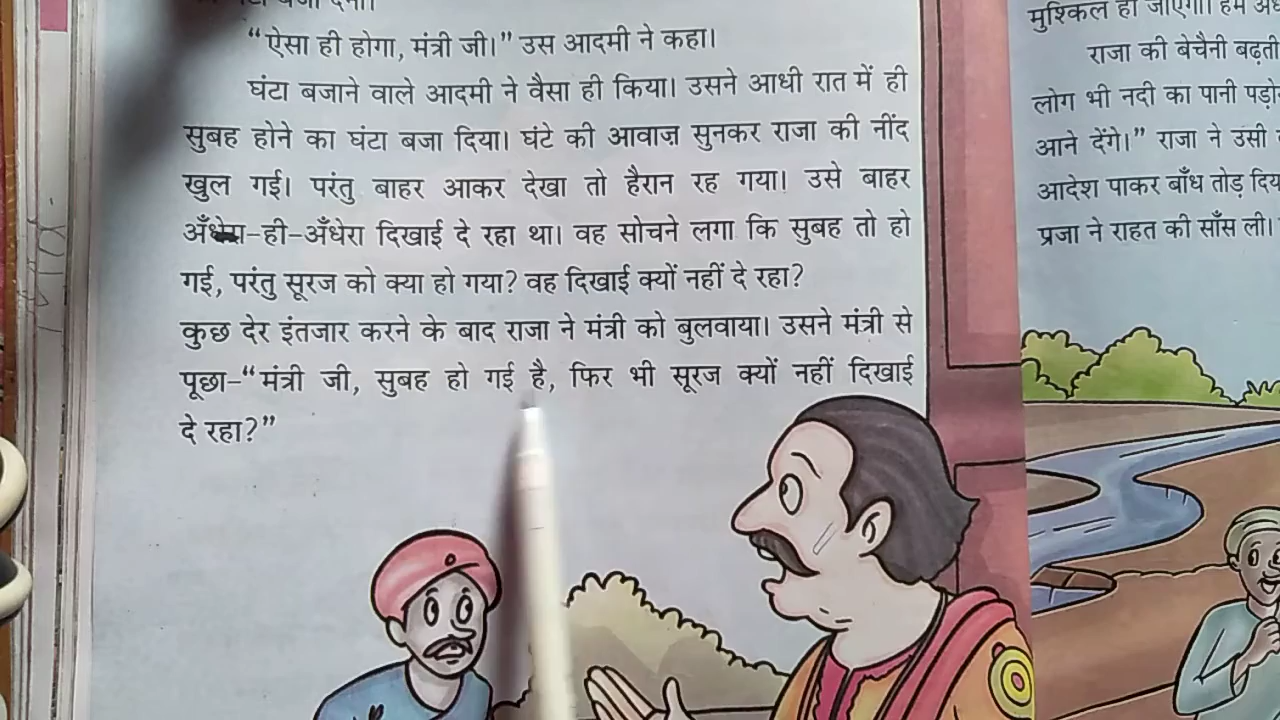 “ऐसा ही होगा, मंत्री जी।” उस आदमी ने कहा।
घंटा बजाने वाले आदमी ने वैसा ही किया। उसने आधी रात में ही
सुबह होने का घंटा बजा दिया। घंटे की आवाज़ सुनकर राजा की नींद
खुल गई। परंतु बाहर आकर देखा तो हैरान रह गया। उसे बाहर
अँधेरा-ही-अँधेरा दिखाई दे रहा था। वह सोचने लगा कि सुबह तो हो
गई, परंतु सूरज को क्या हो गया? वह दिखाई क्यों नहीं दे रहा?
कुछ देर इंतजार करने के बाद राजा ने मंत्री को बुलवाया। उसने मंत्री से
पूछा-“मंत्री जी, सुबह हो गई है, फिर भी सूरज क्यों नहीं दिखाई
दे रहा?”
मुश्किल हो जाएगा। हम
राजा की बेचैनी बढ़ती
लोग भी नदी का पानी
आने देंगे।” राजा ने उसी
आदेश पाकर बाँध तोड़ दिय
प्रजा ने राहत की साँस ली।